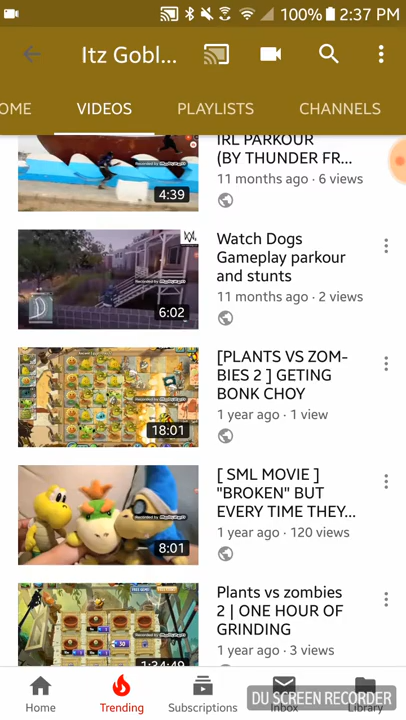 100% 2:37 PM
Itz Gobl...
OME VIDEOS PLAYLISTS CHANNELS
IRL PARKOUR
(BY THUNDER FR...
11 months ago · 6 views
4:39
Watch Dogs
Gameplay parkour
and stunts
11 months ago · 2 views
6:02
[PLANTS VS ZOM-
BIES 2 ] GETING
BONK CHOY
1 year ago · 1 view
18:01
[ SML MOVIE ]
"BROKEN" BUT
EVERY TIME THEY...
1 year ago · 120 views
8:01
Plants vs zombies
2 | ONE HOUR OF
GRINDING
1 year ago · 3 views
1:34:49
Home Trending Subscriptions Inbox Library
DU SCREEN RECORDER